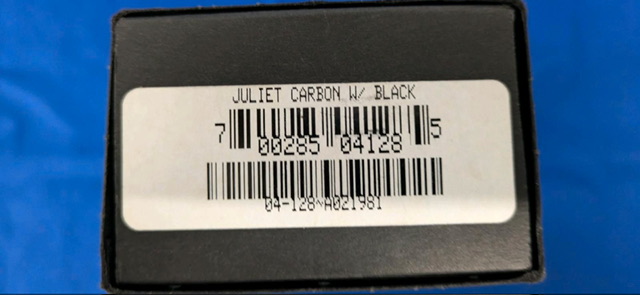 JULIET CARBON W/ BLACK
7 00285 04128 5
04-128~A021981